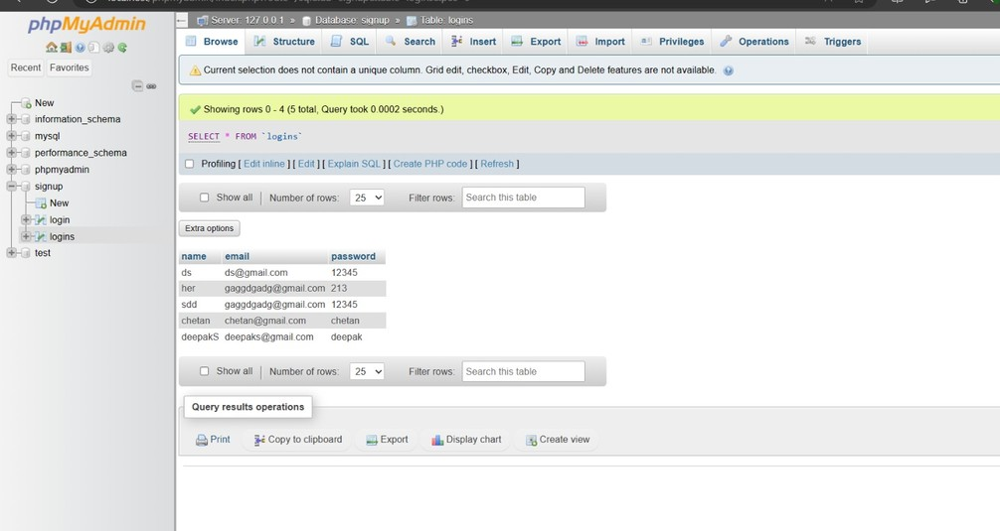 phpMyAdmin
Recent Favorites
New
information_schema
mysql
performance_schema
phpmyadmin
signup
New
login
logins
test
Server: 127.0.0.1 » Database: signup » Table: logins
Browse Structure SQL Search Insert Export Import Privileges Operations Triggers
Current selection does not contain a unique column. Grid edit, checkbox, Edit, Copy and Delete features are not available.
Showing rows 0 - 4 (5 total, Query took 0.0002 seconds.)
SELECT * FROM `logins`
Profiling [ Edit inline ] [ Edit ] [ Explain SQL ] [ Create PHP code ] [ Refresh ]
Show all Number of rows: 25 Filter rows: Search this table
Extra options
name email password
ds ds@gmail.com 12345
her gaggdgadg@gmail.com 213
sdd gaggdgadg@gmail.com 12345
chetan chetan@gmail.com chetan
deepakS deepaks@gmail.com deepak
Show all Number of rows: 25 Filter rows: Search this table
Query results operations
Print Copy to clipboard Export Display chart Create view